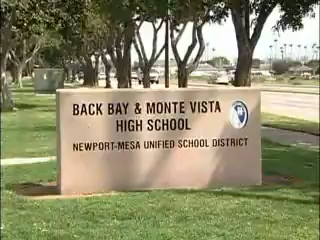 BACK BAY & MONTE VISTA
HIGH SCHOOL
NEWPORT-MESA UNIFIED SCHOOL DISTRICT